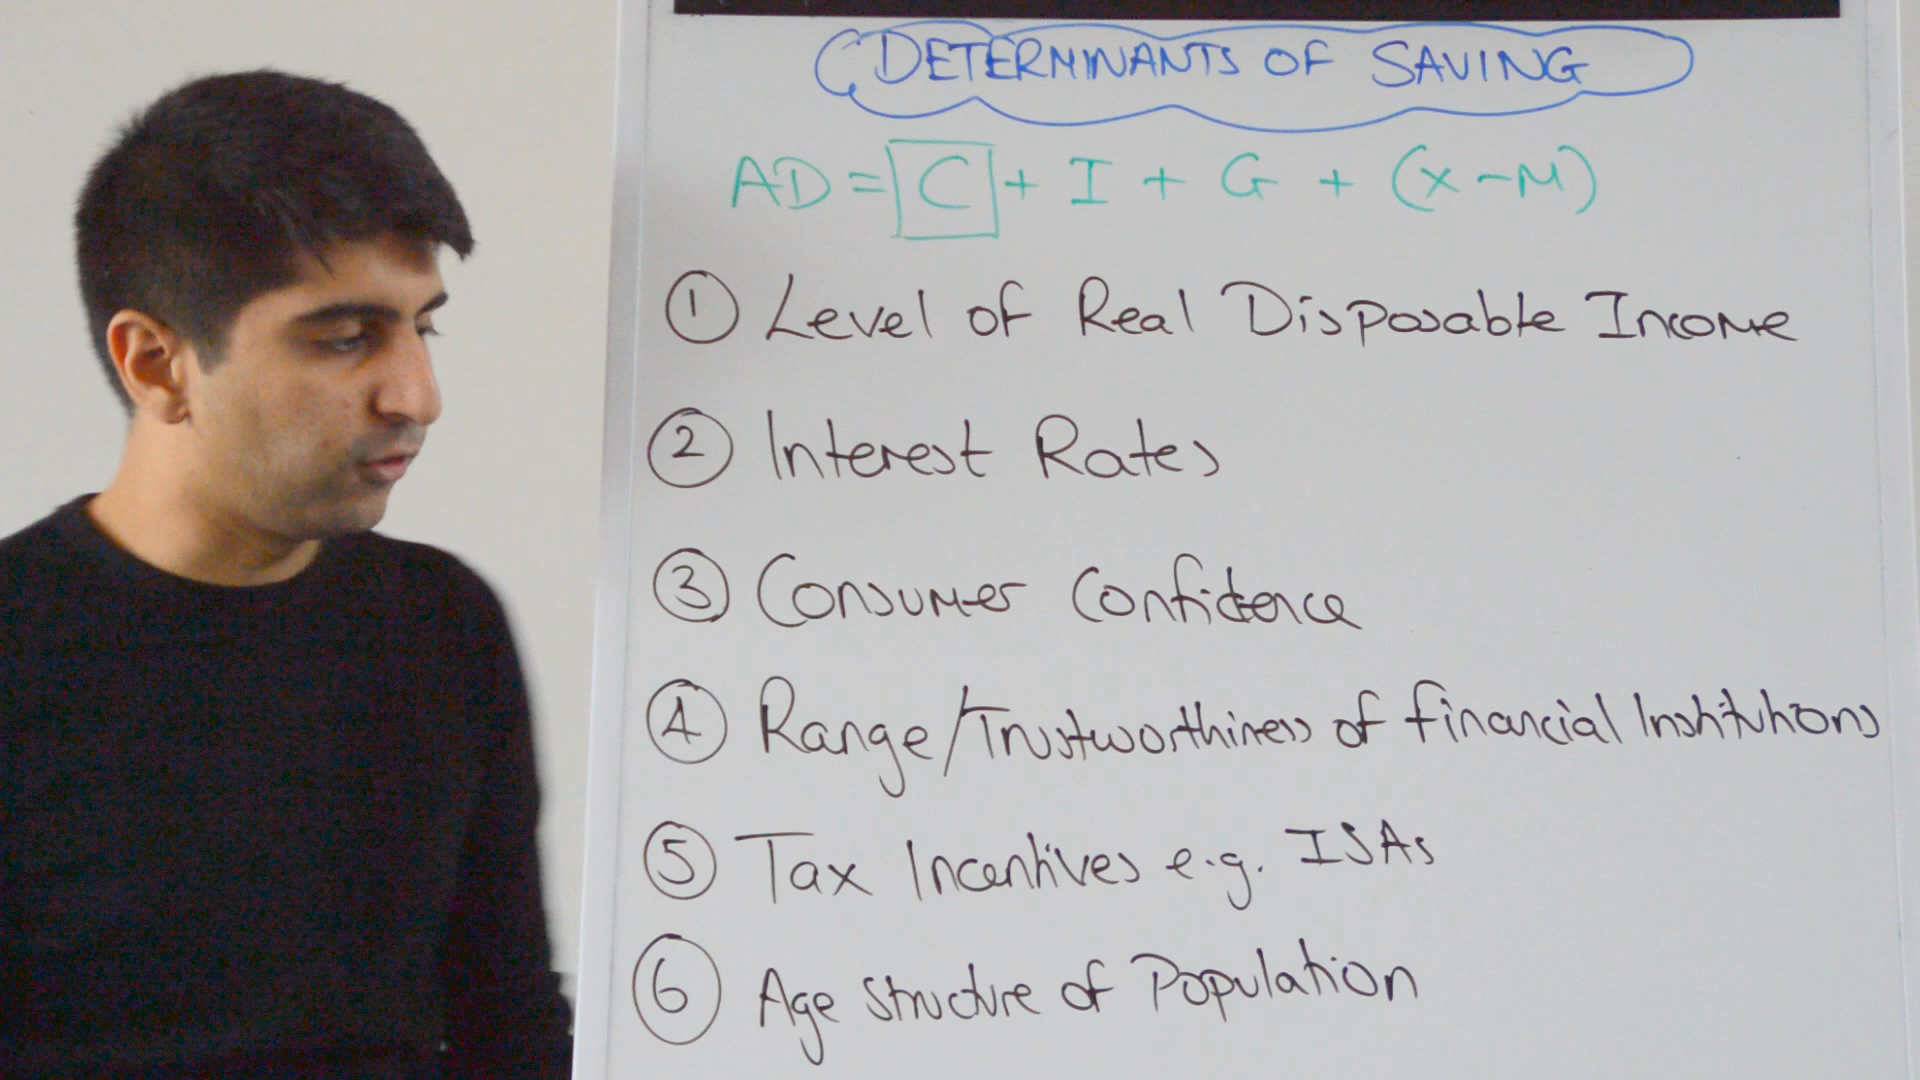 DETERMINANTS OF SAVING
AD = C + I + G + (X - M)
① Level of Real Disposable Income
② Interest Rates
③ Consumer Confidence
④ Range/Trustworthiness of Financial Institutions
⑤ Tax Incentives e.g. ISAs
⑥ Age Structure of Population